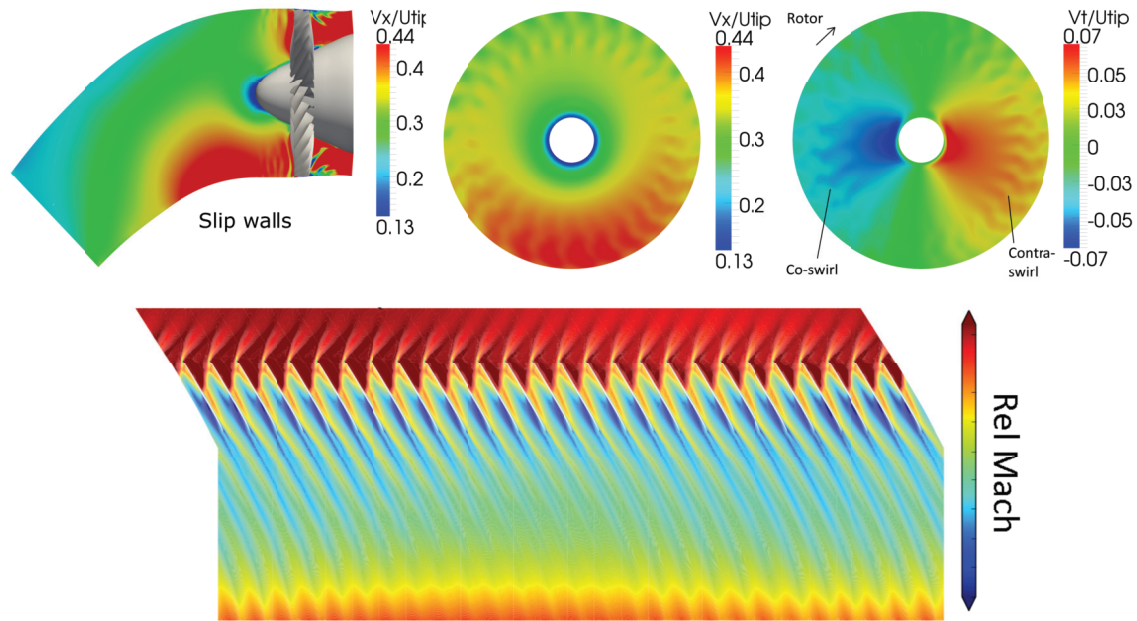 Vx/Utip
0.44
0.4
0.3
0.2
0.13
Slip walls
Vx/Utip
0.44
0.4
0.3
0.2
0.13
Rotor
Co-swirl
Contra-
swirl
Vt/Utip
0.07
0.05
0.03
0
-0.03
-0.05
-0.07
Rel Mach